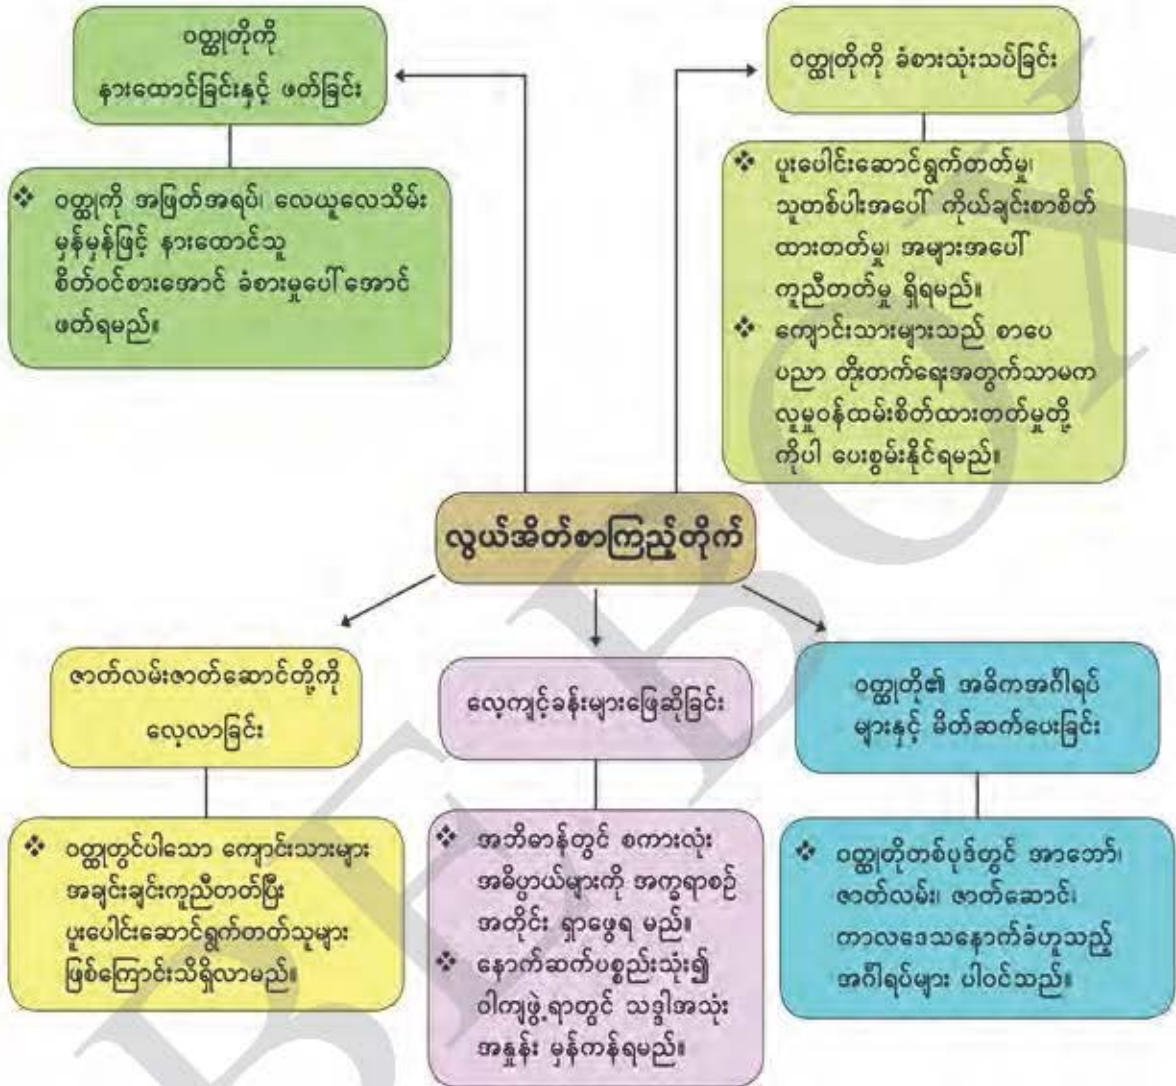 ဝတ္ထုတိုကို
နားထောင်ခြင်းနှင့် ဖတ်ခြင်း
❖ ဝတ္ထုကို အဖြတ်အရပ်၊ လေယူလေသိမ်း
မှန်မှန်ဖြင့် နားထောင်သူ
စိတ်ဝင်စားအောင် ခံစားမှုပေါ်အောင်
ဖတ်ရမည်။
ဝတ္ထုတိုကို ခံစားသုံးသပ်ခြင်း
❖ ပူးပေါင်းဆောင်ရွက်တတ်မှု၊
သူတစ်ပါးအပေါ် ကိုယ်ချင်းစာစိတ်
ထားတတ်မှု၊ အများအပေါ်
ကူညီတတ်မှု ရှိရမည်။
❖ ကျောင်းသားများသည် စာပေ
ပညာ တိုးတက်ရေးအတွက်သာမက
လူမှုဝန်ထမ်းစိတ်ထားတတ်မှုတို့
ကိုပါ ပေးစွမ်းနိုင်ရမည်။
လွယ်အိတ်စာကြည့်တိုက်
ဇာတ်လမ်းဇာတ်ဆောင်တို့ကို
လေ့လာခြင်း
❖ ဝတ္ထုတွင်ပါသော ကျောင်းသားများ
အချင်းချင်းကူညီတတ်ပြီး
ပူးပေါင်းဆောင်ရွက်တတ်သူများ
ဖြစ်ကြောင်းသိရှိလာမည်။
လေ့ကျင့်ခန်းများဖြေဆိုခြင်း
❖ အဘိဓာန်တွင် စကားလုံး
အဓိပ္ပာယ်များကို အက္ခရာစဉ်
အတိုင်း ရှာဖွေရ မည်။
❖ နောက်ဆက်ပစ္စည်းသုံး၍
ဝါကျဖွဲ့ရာတွင် သဒ္ဒါအသုံး
အနှုန်း မှန်ကန်ရမည်။
ဝတ္ထုတို၏ အဓိကအင်္ဂါရပ်
များနှင့် မိတ်ဆက်ပေးခြင်း
❖ ဝတ္ထုတိုတစ်ပုဒ်တွင် အာဘော်၊
ဇာတ်လမ်း၊ ဇာတ်ဆောင်၊
ကာလဒေသနောက်ခံဟူသည့်
အင်္ဂါရပ်များ ပါဝင်သည်။